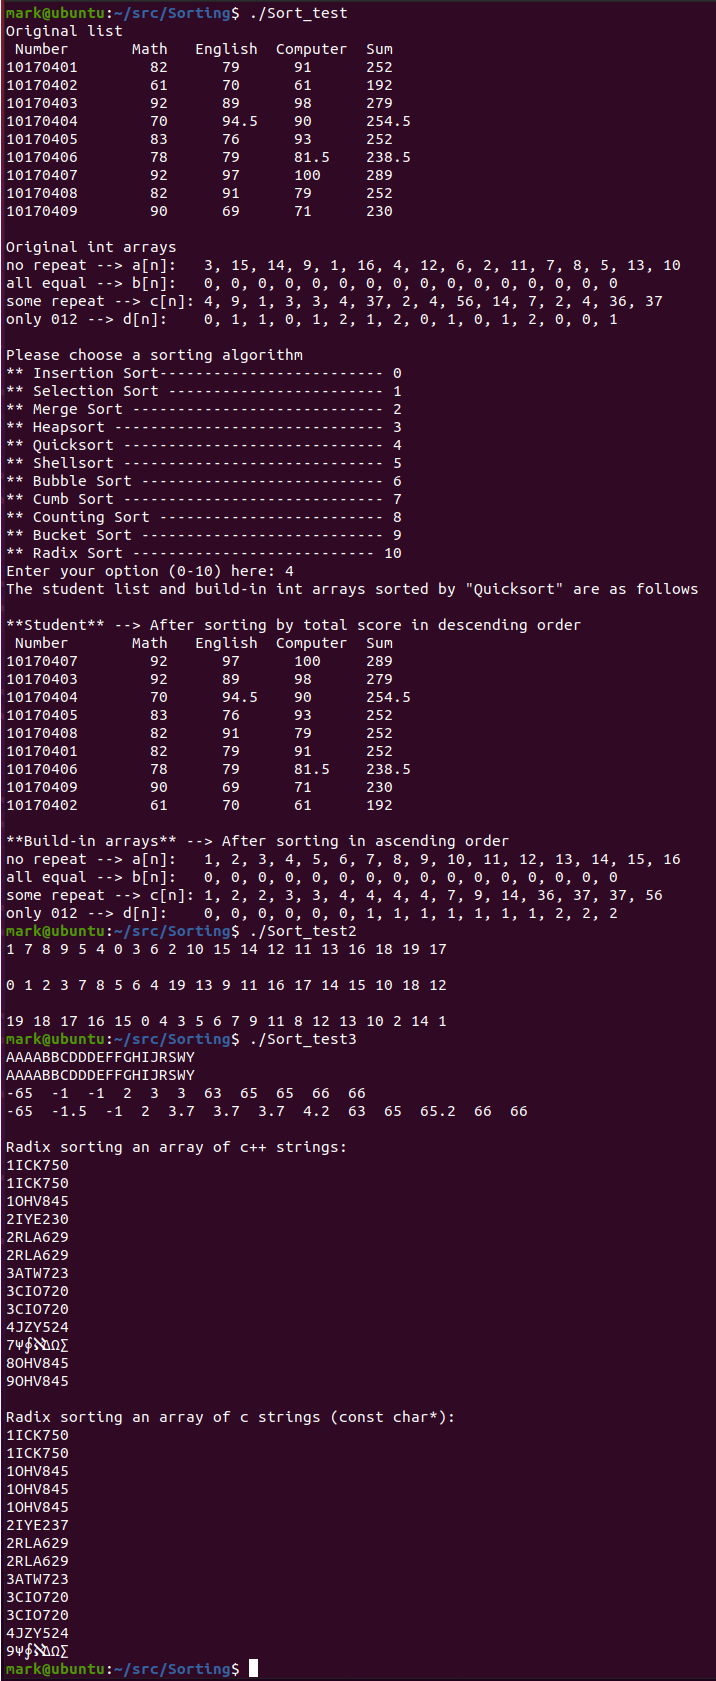 mark@ubuntu:~/src/Sorting$ ./Sort_test
Original list
 Number       Math   English  Computer  Sum
10170401        82      79      91      252
10170402        61      70      61      192
10170403        92      89      98      279
10170404        70      94.5    90      254.5
10170405        83      76      93      252
10170406        78      79      81.5    238.5
10170407        92      97      100     289
10170408        82      91      79      252
10170409        90      69      71      230

Original int arrays
no repeat --> a[n]:   3, 15, 14, 9, 1, 16, 4, 12, 6, 2, 11, 7, 8, 5, 13, 10
all equal --> b[n]:   0, 0, 0, 0, 0, 0, 0, 0, 0, 0, 0, 0, 0, 0, 0, 0
some repeat --> c[n]: 4, 9, 1, 3, 3, 4, 37, 2, 4, 56, 14, 7, 2, 4, 36, 37
only 012 --> d[n]:    0, 1, 1, 0, 1, 2, 1, 2, 0, 1, 0, 1, 2, 0, 0, 1

Please choose a sorting algorithm
** Insertion Sort------------------------- 0
** Selection Sort ------------------------ 1
** Merge Sort ---------------------------- 2
** Heapsort ------------------------------ 3
** Quicksort ----------------------------- 4
** Shellsort ----------------------------- 5
** Bubble Sort --------------------------- 6
** Cumb Sort ----------------------------- 7
** Counting Sort ------------------------- 8
** Bucket Sort --------------------------- 9
** Radix Sort --------------------------- 10
Enter your option (0-10) here: 4
The student list and build-in int arrays sorted by "Quicksort" are as follows

**Student** --> After sorting by total score in descending order
 Number       Math   English  Computer  Sum
10170407        92      97      100     289
10170403        92      89      98      279
10170404        70      94.5    90      254.5
10170405        83      76      93      252
10170408        82      91      79      252
10170401        82      79      91      252
10170406        78      79      81.5    238.5
10170409        90      69      71      230
10170402        61      70      61      192

**Build-in arrays** --> After sorting in ascending order
no repeat --> a[n]:   1, 2, 3, 4, 5, 6, 7, 8, 9, 10, 11, 12, 13, 14, 15, 16
all equal --> b[n]:   0, 0, 0, 0, 0, 0, 0, 0, 0, 0, 0, 0, 0, 0, 0, 0
some repeat --> c[n]: 1, 2, 2, 3, 3, 4, 4, 4, 4, 7, 9, 14, 36, 37, 37, 56
only 012 --> d[n]:    0, 0, 0, 0, 0, 0, 1, 1, 1, 1, 1, 1, 1, 2, 2, 2
mark@ubuntu:~/src/Sorting$ ./Sort_test2
1 7 8 9 5 4 0 3 6 2 10 15 14 12 11 13 16 18 19 17

0 1 2 3 7 8 5 6 4 19 13 9 11 16 17 14 15 10 18 12

19 18 17 16 15 0 4 3 5 6 7 9 11 8 12 13 10 2 14 1
mark@ubuntu:~/src/Sorting$ ./Sort_test3
AAAABBCDDDEFFGHIJRSWY
AAAABBCDDDEFFGHIJRSWY
-65  -1  -1  2  3  3  63  65  65  66  66
-65  -1.5  -1  2  3.7  3.7  3.7  4.2  63  65  65.2  66  66

Radix sorting an array of c++ strings:
1ICK750
1ICK750
1OHV845
2IYE230
2RLA629
2RLA629
3ATW723
3CIO720
3CIO720
4JZY524
7Ψ∮ℵΔΩ∑
8OHV845
9OHV845

Radix sorting an array of c strings (const char*):
1ICK750
1ICK750
1OHV845
1OHV845
1OHV845
2IYE237
2RLA629
2RLA629
3ATW723
3CIO720
3CIO720
4JZY524
9Ψ∮ℵΔΩ∑
mark@ubuntu:~/src/Sorting$